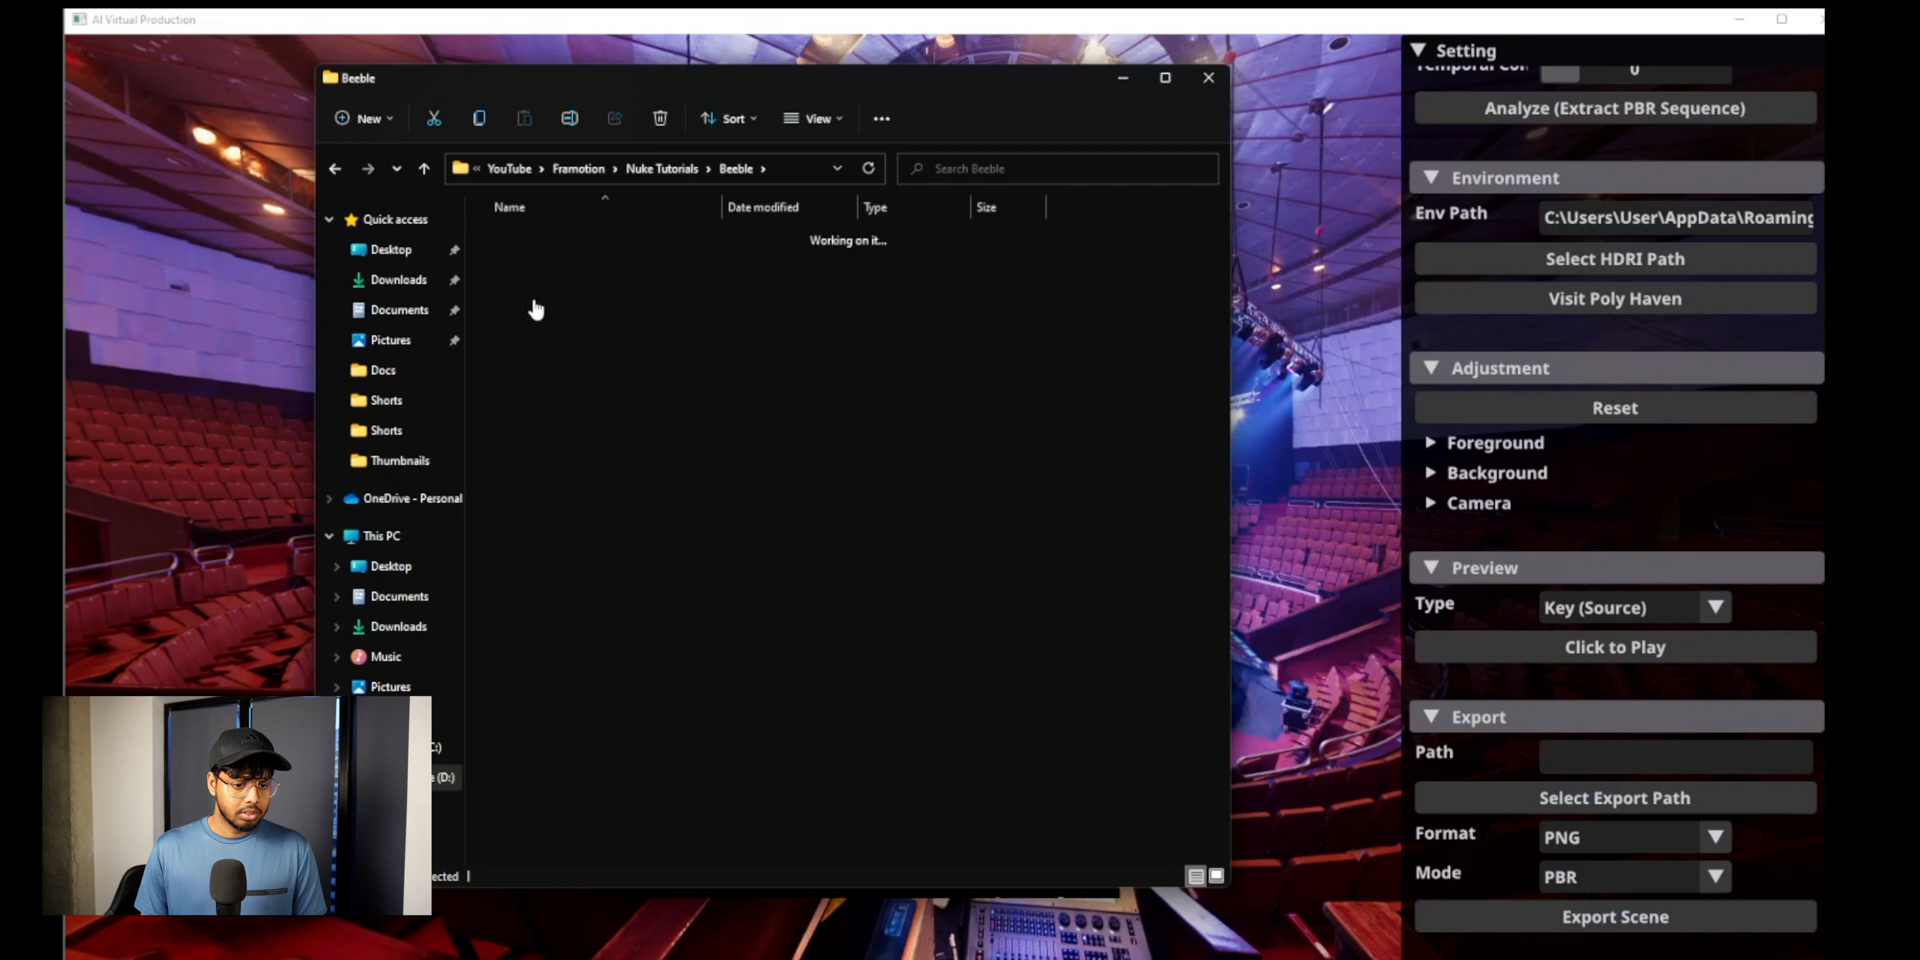 AI Virtual Production
Beeble
New
Sort
View
« YouTube > Framotion > Nuke Tutorials > Beeble >
Search Beeble
Name
Date modified
Type
Size
Working on it...
Quick access
Desktop
Downloads
Documents
Pictures
Docs
Shorts
Shorts
Thumbnails
OneDrive - Personal
This PC
Desktop
Documents
Downloads
Music
Pictures
C:)
(D:)
ected
Setting
0
Analyze (Extract PBR Sequence)
Environment
Env Path C:\Users\User\AppData\Roaming
Select HDRI Path
Visit Poly Haven
Adjustment
Reset
Foreground
Background
Camera
Preview
Type Key (Source)
Click to Play
Export
Path
Select Export Path
Format PNG
Mode PBR
Export Scene